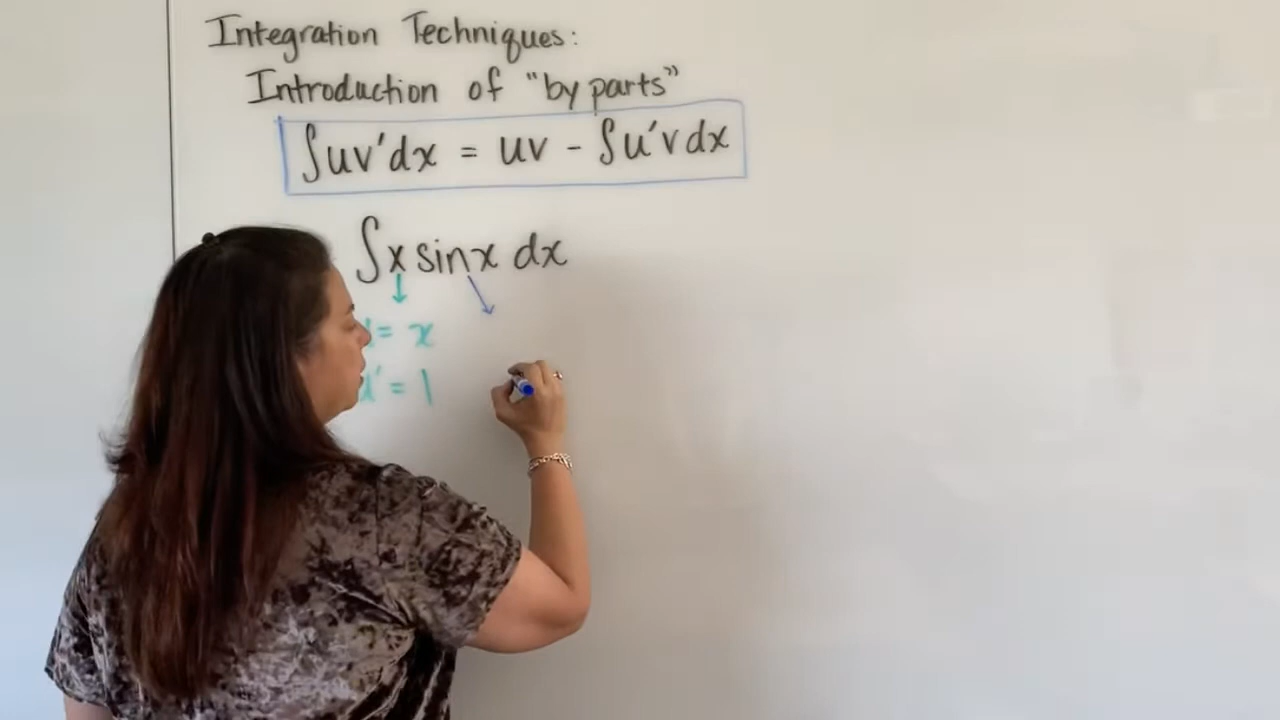 Integration Techniques:
Introduction of "by parts"
∫uv'dx = uv - ∫u'v dx
∫x sinx dx
= x
u' = 1